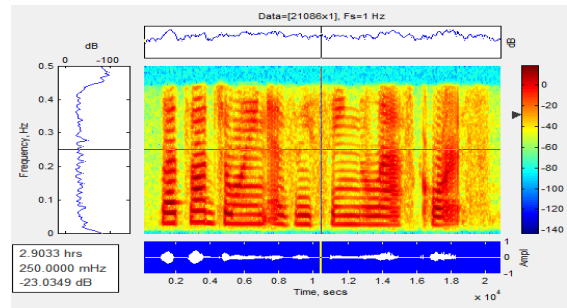 Data=[21086x1], Fs=1 Hz
dB
dB
0 -100
0.5
0.4
0.3
0.2
0.1
0
Frequency, Hz
0
-20
-40
-60
-80
-100
-120
-140
2.9033 hrs
250.0000 mHz
-23.0349 dB
1
0
-1
Ampl
0.2 0.4 0.6 0.8 1 1.2 1.4 1.6 1.8 2
Time, secs
x 10^4